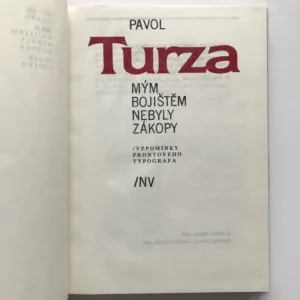 PAVOL
Turza
MÝM
BOJIŠTĚM
NEBYLY
ZÁKOPY
/VZPOMÍNKY
FRONTOVÉHO
TYPOGRAFA
/NV